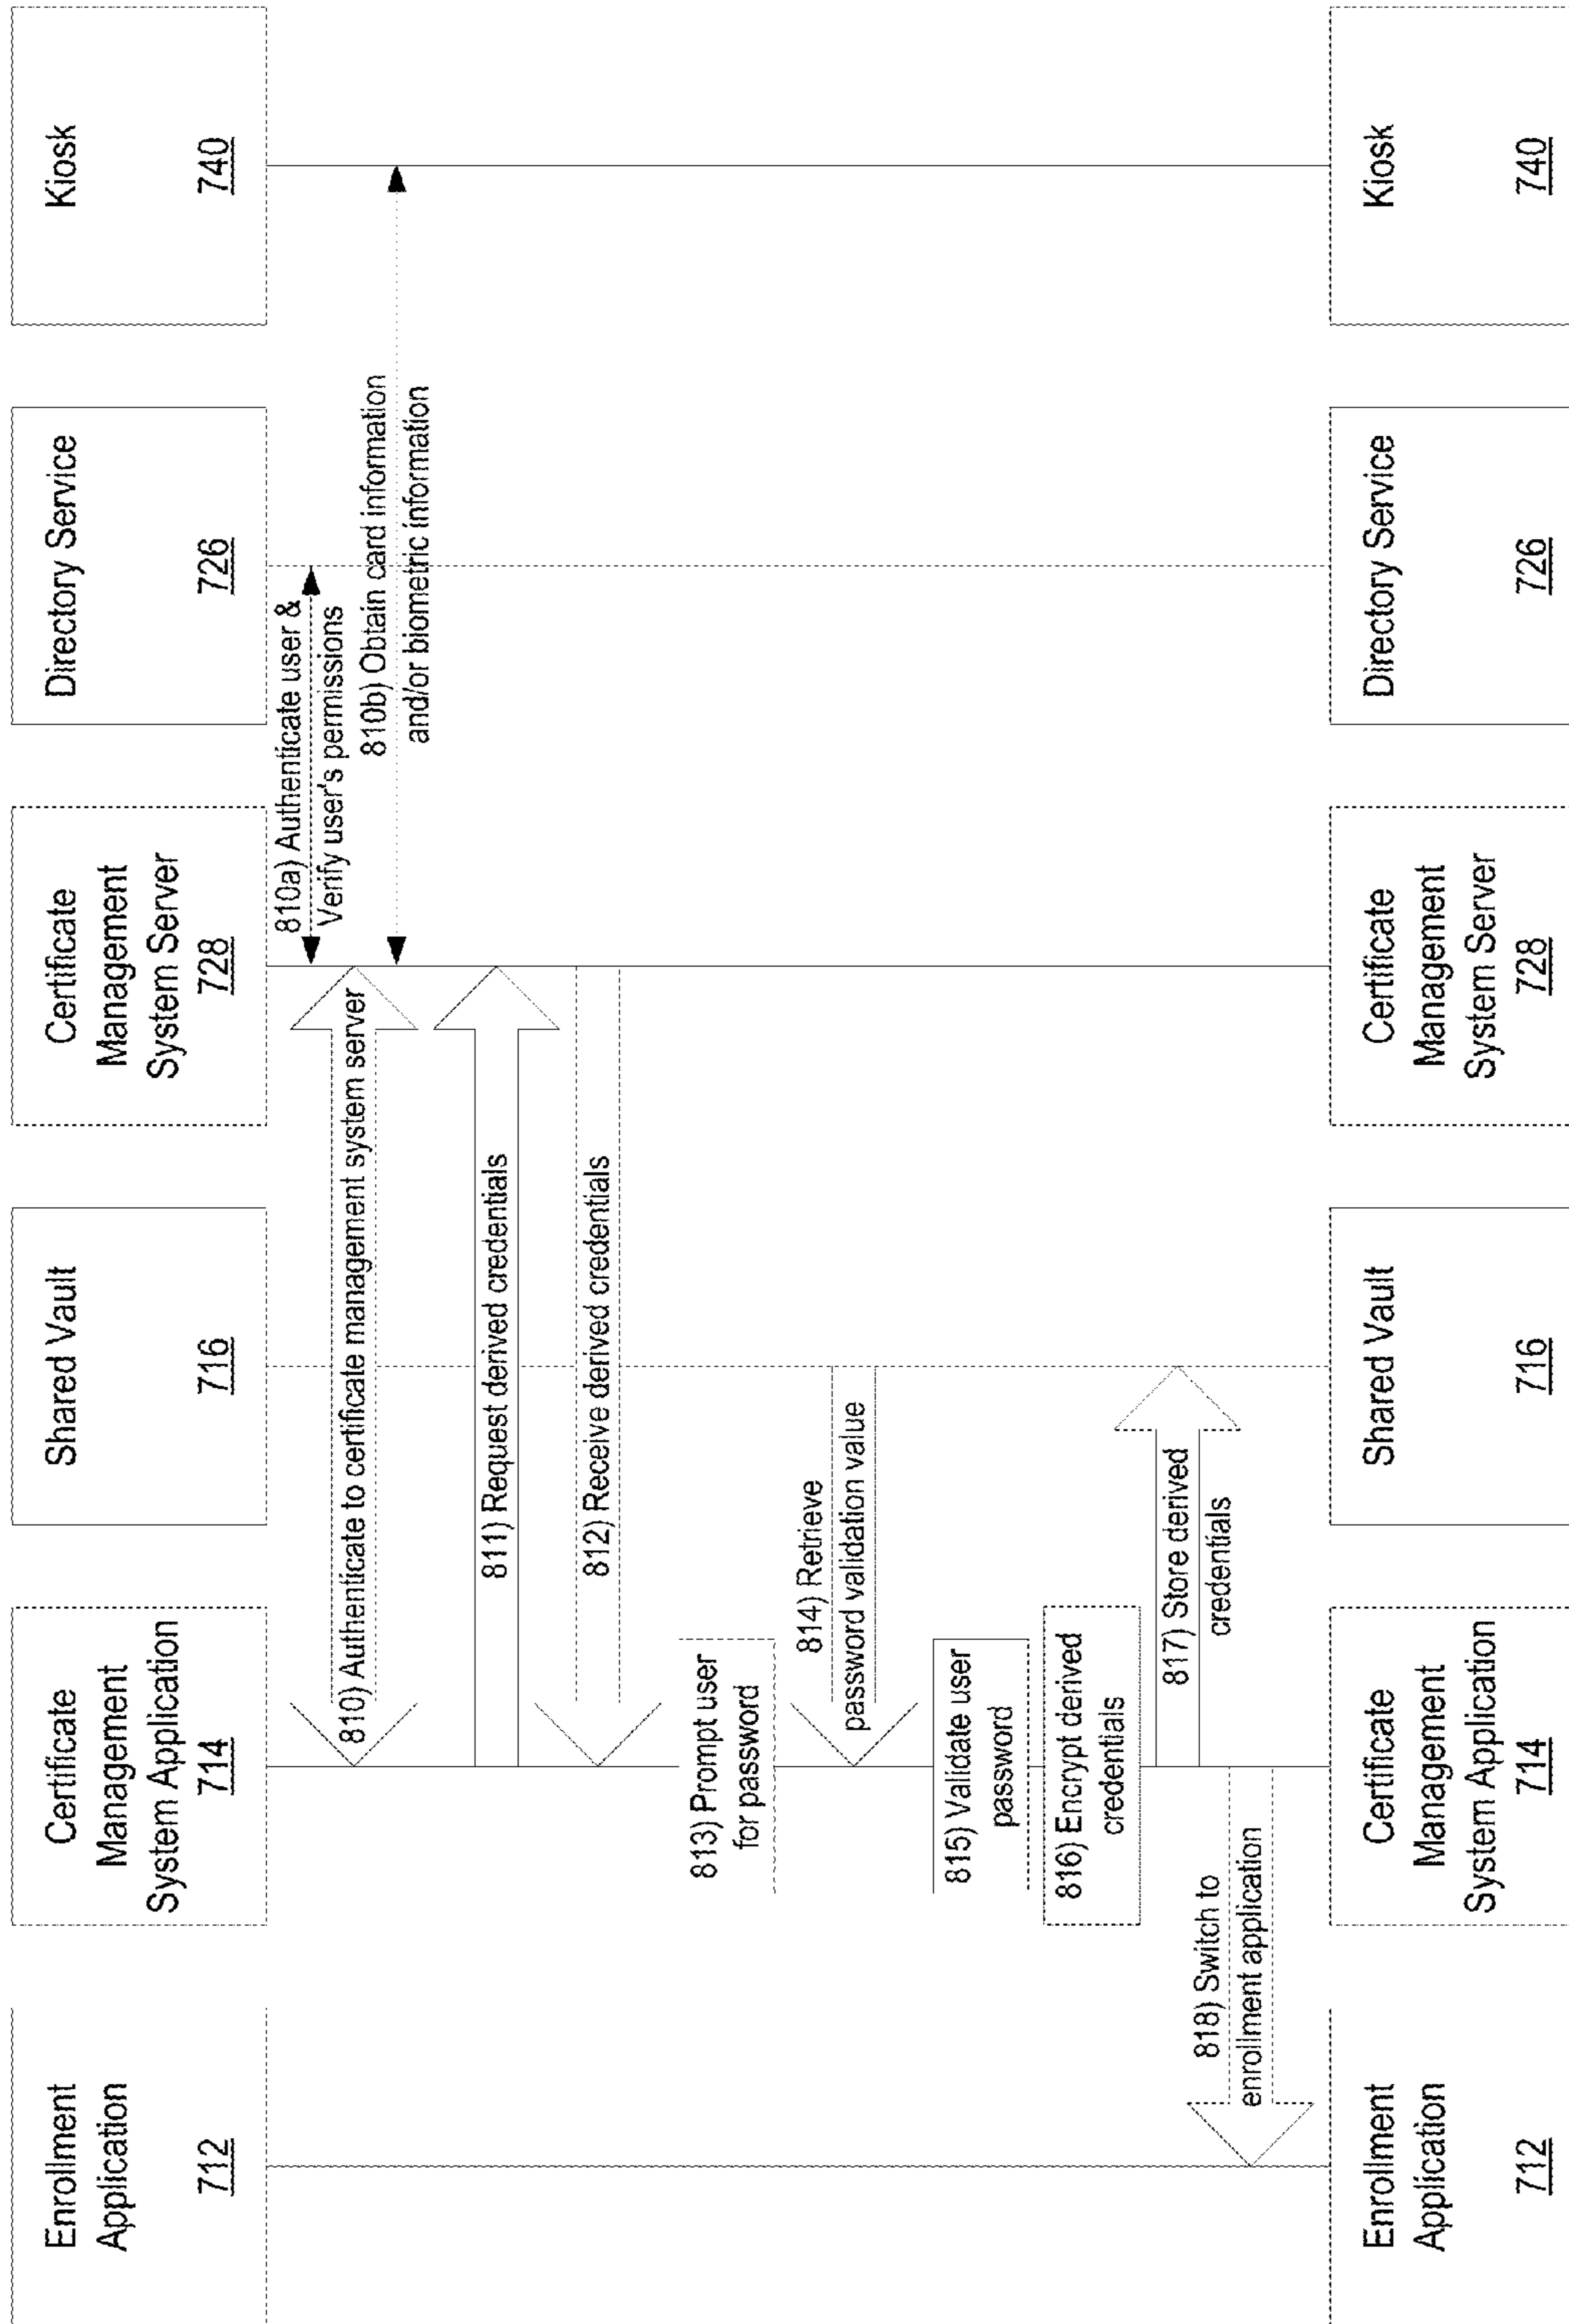 Enrollment
Application
712
Certificate
Management
System Application
714
Shared Vault
716
Certificate
Management
System Server
728
Directory Service
726
Kiosk
740
810) Authenticate to certificate management system server
810a) Authenticate user &
Verify user's permissions
810b) Obtain card information
and/or biometric information
811) Request derived credentials
812) Receive derived credentials
813) Prompt user
for password
814) Retrieve
password validation value
815) Validate user
password
816) Encrypt derived
credentials
817) Store derived
credentials
818) Switch to
enrollment application
Enrollment
Application
712
Certificate
Management
System Application
714
Shared Vault
716
Certificate
Management
System Server
728
Directory Service
726
Kiosk
740